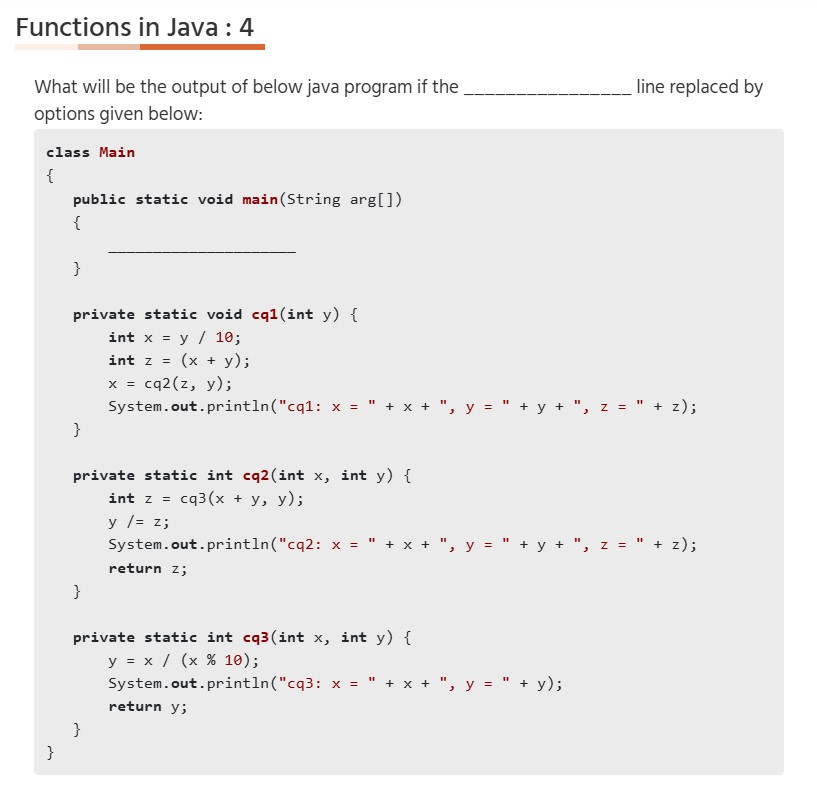 Functions in Java : 4
What will be the output of below java program if the ________________ line replaced by
options given below:
class Main
{
   public static void main(String arg[])
   {
       _____________________
   }

   private static void cq1(int y) {
       int x = y / 10;
       int z = (x + y);
       x = cq2(z, y);
       System.out.println("cq1: x = " + x + ", y = " + y + ", z = " + z);
   }

   private static int cq2(int x, int y) {
       int z = cq3(x + y, y);
       y /= z;
       System.out.println("cq2: x = " + x + ", y = " + y + ", z = " + z);
       return z;
   }

   private static int cq3(int x, int y) {
       y = x / (x % 10);
       System.out.println("cq3: x = " + x + ", y = " + y);
       return y;
   }
}